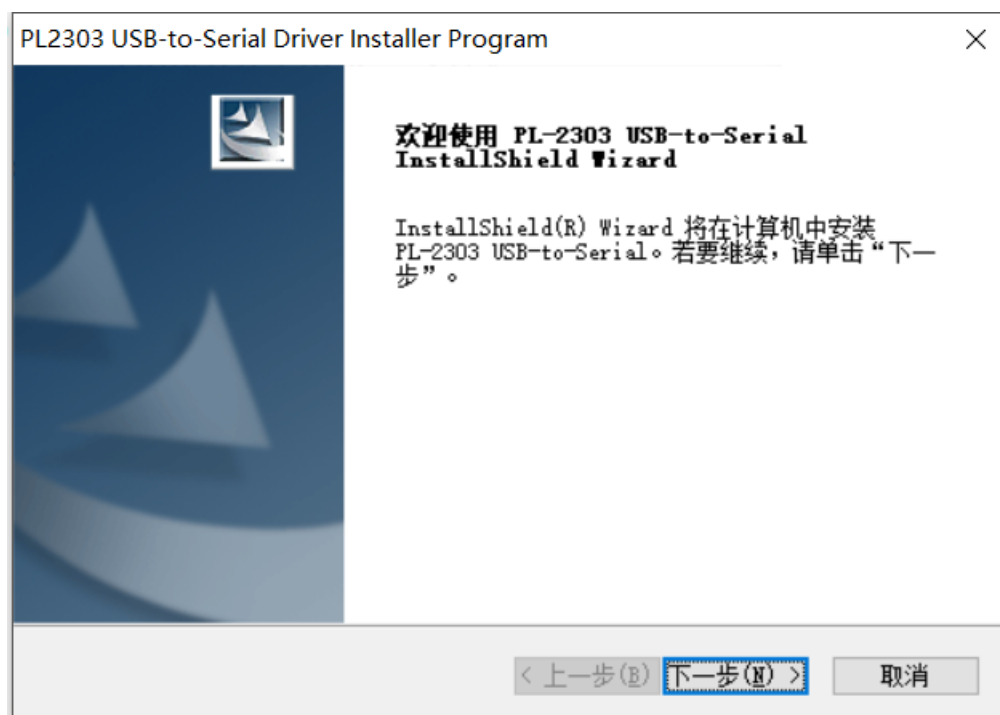 PL2303 USB-to-Serial Driver Installer Program
欢迎使用 PL-2303 USB-to-Serial
InstallShield Wizard
InstallShield(R) Wizard 将在计算机中安装
PL-2303 USB-to-Serial。若要继续，请单击“下一
步”。
< 上一步(B) 下一步(N) > 取消